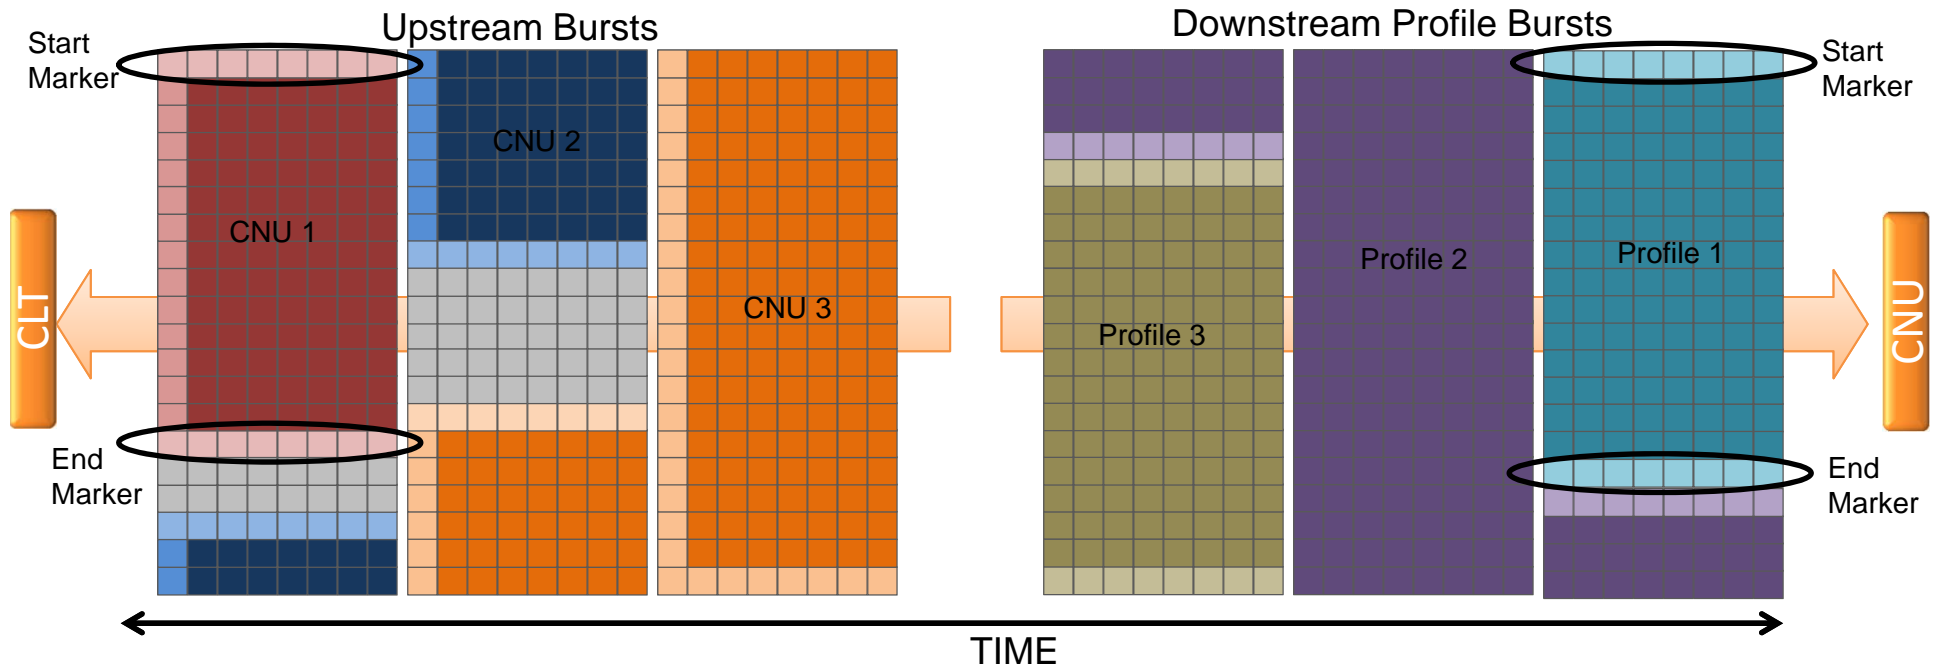 Upstream Bursts
Downstream Profile Bursts
Start
Marker
Start
Marker
CNU 2
CNU 1
Profile 2
Profile 1
CLT
CNU 3
Profile 3
CNU
End
Marker
End
Marker
TIME